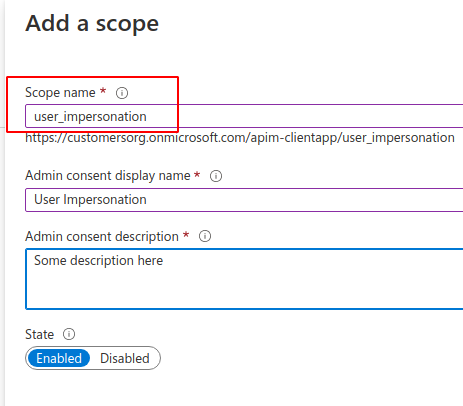 Add a scope
Scope name *
user_impersonation
https://customersorg.onmicrosoft.com/apim-clientapp/user_impersonation
Admin consent display name *
User Impersonation
Admin consent description *
Some description here
State
Enabled Disabled